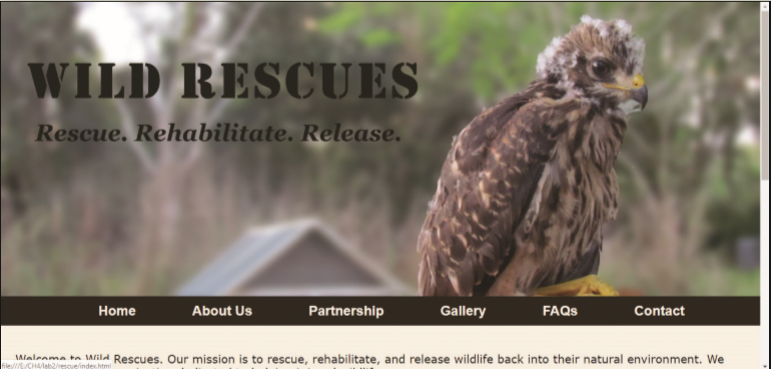 WILD RESCUES
Rescue. Rehabilitate. Release.
Home About Us Partnership Gallery FAQs Contact
Welcome to Wild Rescues. Our mission is to rescue, rehabilitate, and release wildlife back into their natural environment. We
file:///E:/CH4/lab2/rescue/index.html